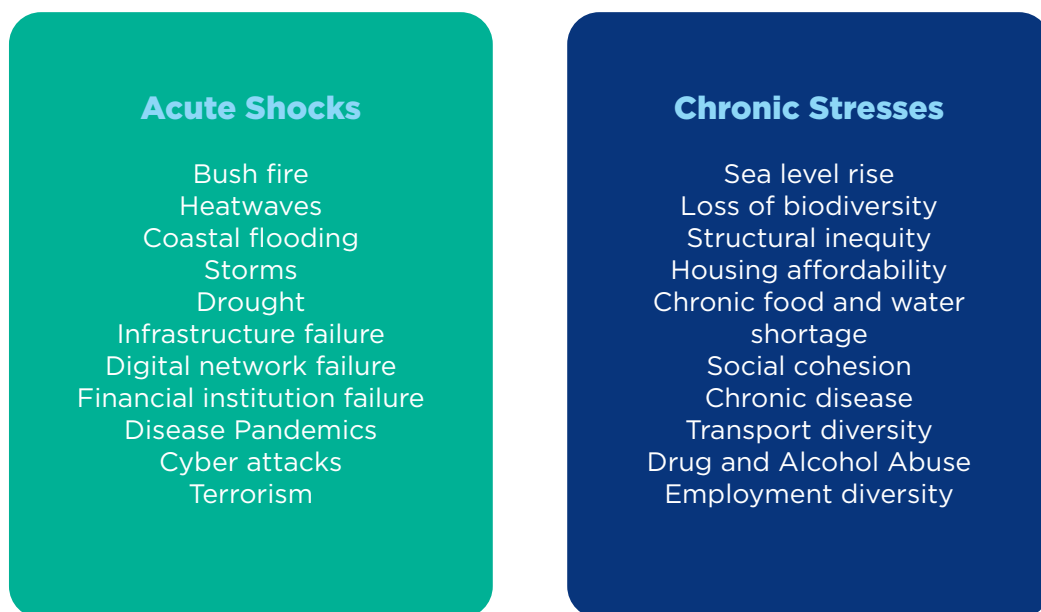 Acute Shocks
Bush fire
Heatwaves
Coastal flooding
Storms
Drought
Infrastructure failure
Digital network failure
Financial institution failure
Disease Pandemics
Cyber attacks
Terrorism
Chronic Stresses
Sea level rise
Loss of biodiversity
Structural inequity
Housing affordability
Chronic food and water
shortage
Social cohesion
Chronic disease
Transport diversity
Drug and Alcohol Abuse
Employment diversity